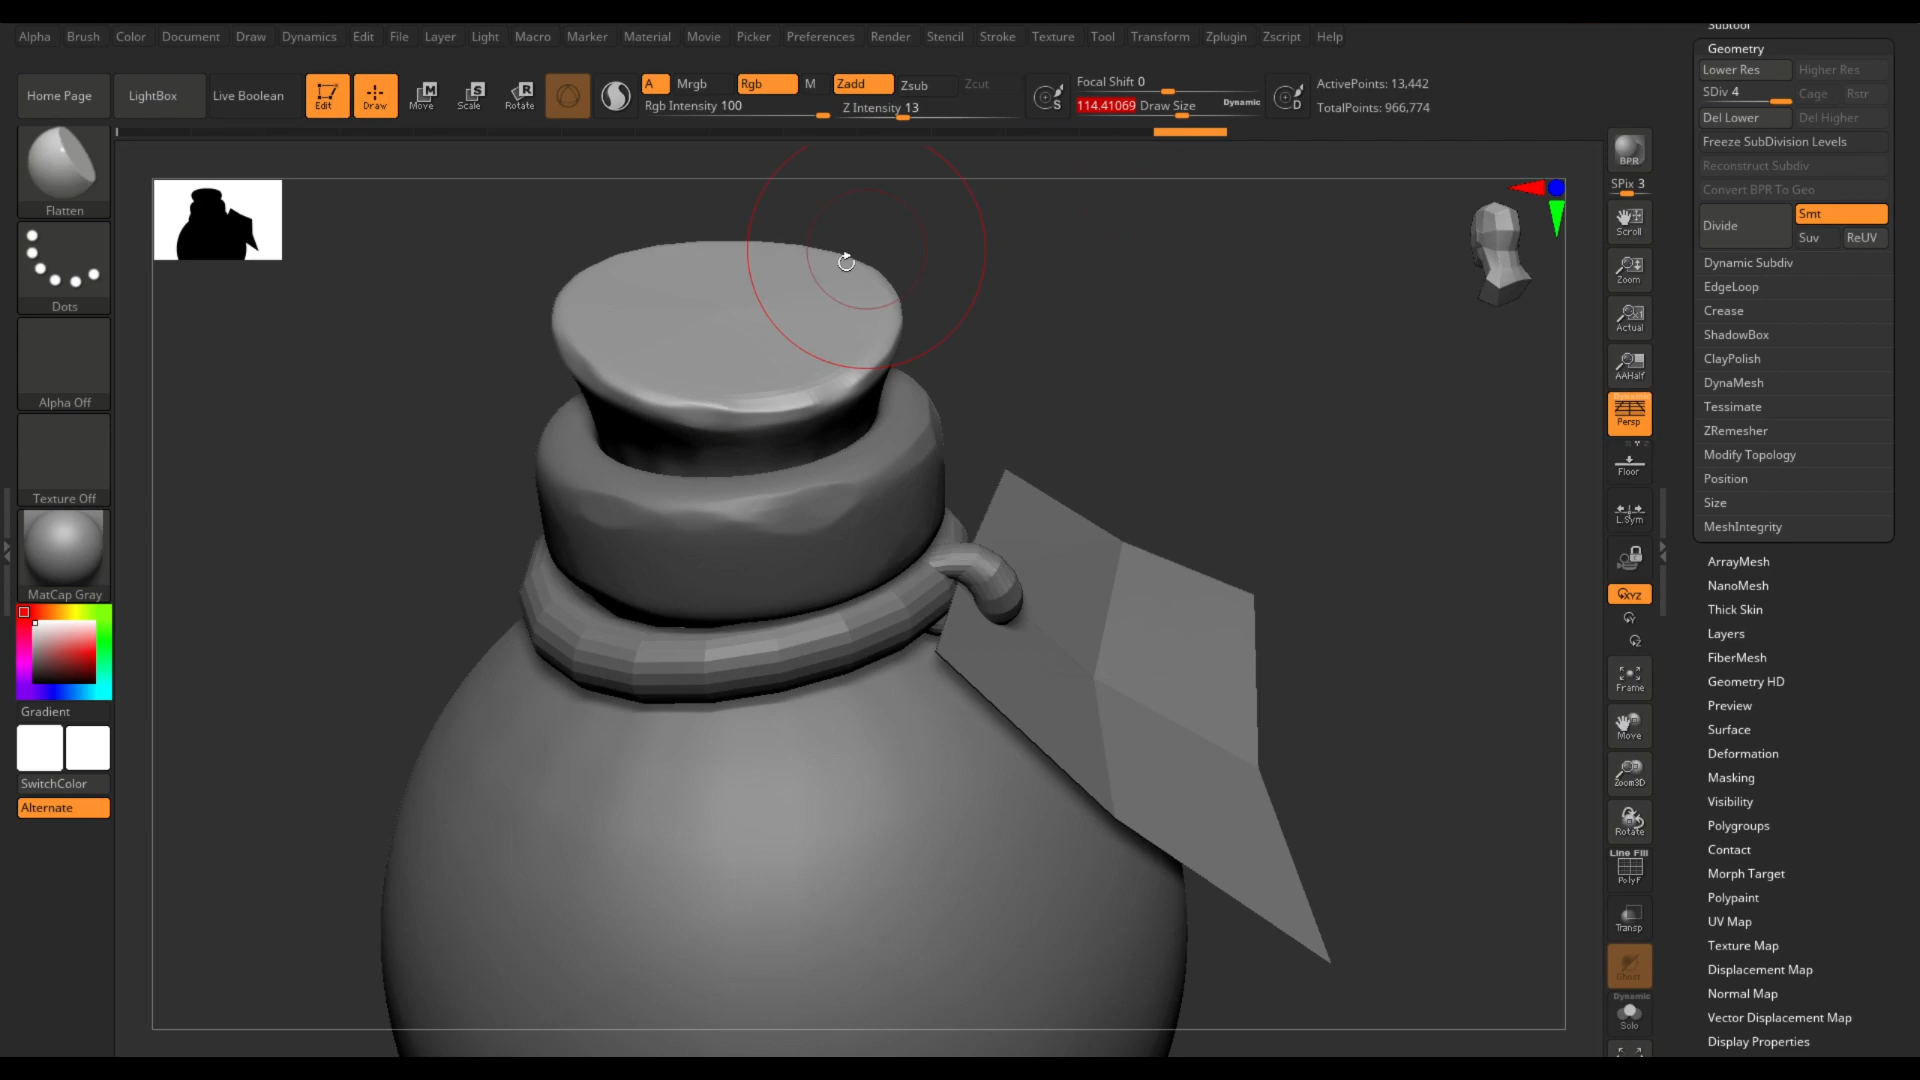 Alpha Brush Color Document Draw Dynamics Edit File Layer Light Macro Marker Material Movie Picker Preferences Render Stencil Stroke Texture Tool Transform Zplugin Zscript Help
Home Page
LightBox
Live Boolean
Edit
Draw
Move
Scale
Rotate
A
Mrgb
Rgb
M
Zadd
Zsub
Zcut
Rgb Intensity 100
Z Intensity 13
S
Focal Shift 0
114.41069 Draw Size
Dynamic
D
ActivePoints: 13,442
TotalPoints: 966,774
Flatten
Dots
Alpha Off
Texture Off
MatCap Gray
Gradient
SwitchColor
Alternate
BPR
SPix 3
Scroll
Zoom
Actual
AAHalf
Dynamic
Persp
Floor
L.Sym
XYZ
Frame
Move
Zoom3D
Rotate
Line Fill
PolyF
Transp
Ghost
Dynamic
Solo
Subtool
Geometry
Lower Res
Higher Res
SDiv 4
Cage
Rstr
Del Lower
Del Higher
Freeze SubDivision Levels
Reconstruct Subdiv
Convert BPR To Geo
Divide
Smt
Suv
ReUV
Dynamic Subdiv
EdgeLoop
Crease
ShadowBox
ClayPolish
DynaMesh
Tessimate
ZRemesher
Modify Topology
Position
Size
MeshIntegrity
ArrayMesh
NanoMesh
Thick Skin
Layers
FiberMesh
Geometry HD
Preview
Surface
Deformation
Masking
Visibility
Polygroups
Contact
Morph Target
Polypaint
UV Map
Texture Map
Displacement Map
Normal Map
Vector Displacement Map
Display Properties